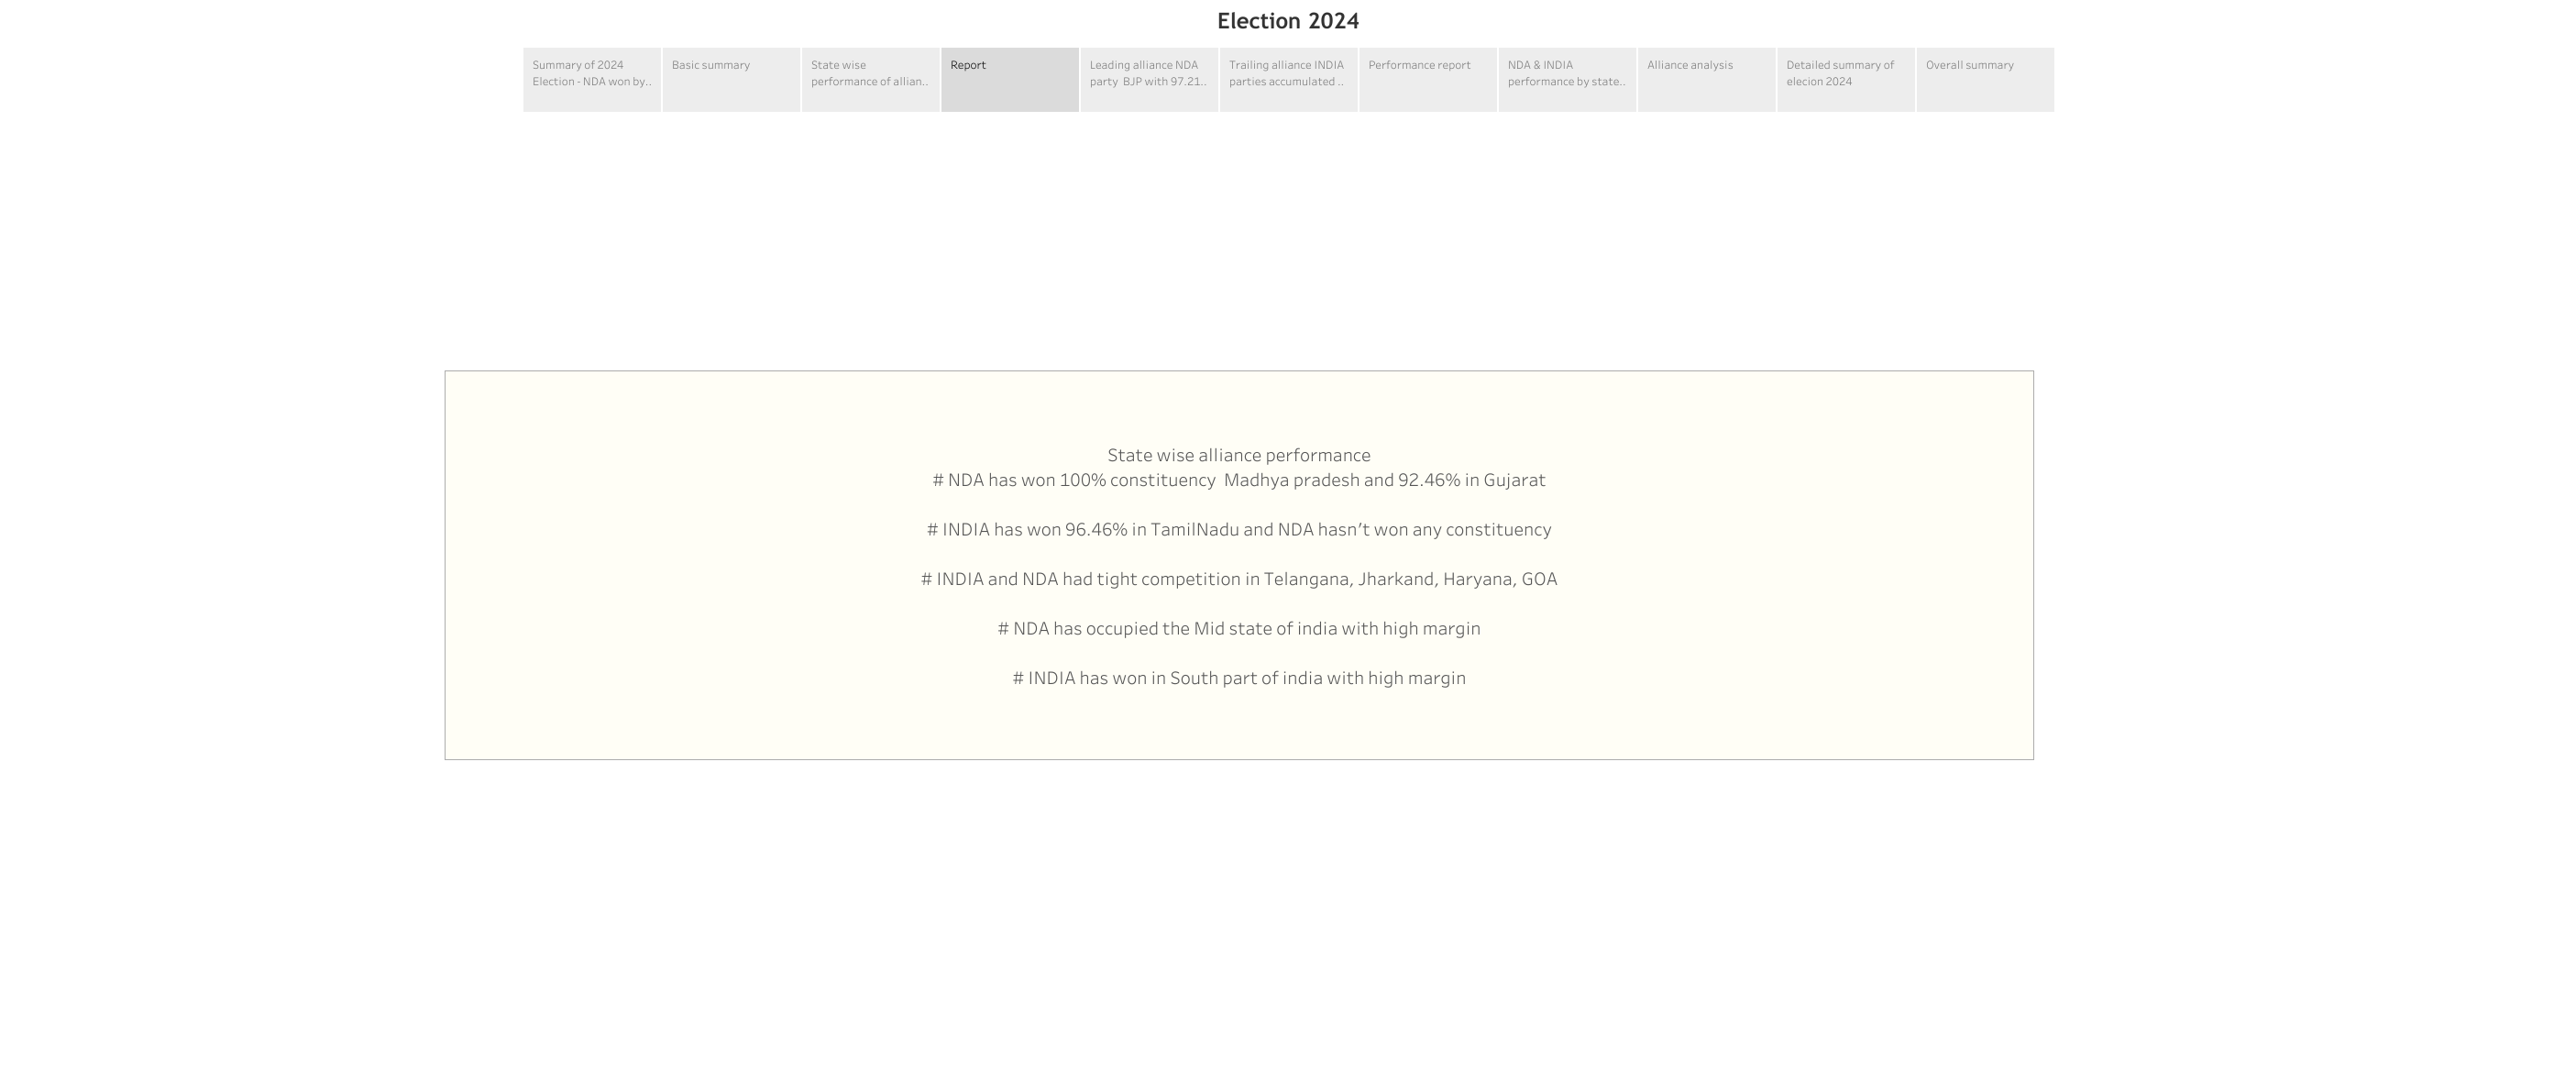 Election 2024
Summary of 2024
Election - NDA won by..
Basic summary
State wise
performance of allian..
Report
Leading alliance NDA
party  BJP with 97.21..
Trailing alliance INDIA
parties accumulated ..
Performance report
NDA & INDIA
performance by state..
Alliance analysis
Detailed summary of
elecion 2024
Overall summary
State wise alliance performance
# NDA has won 100% constituency  Madhya pradesh and 92.46% in Gujarat
# INDIA has won 96.46% in TamilNadu and NDA hasn't won any constituency
# INDIA and NDA had tight competition in Telangana, Jharkand, Haryana, GOA
# NDA has occupied the Mid state of india with high margin
# INDIA has won in South part of india with high margin